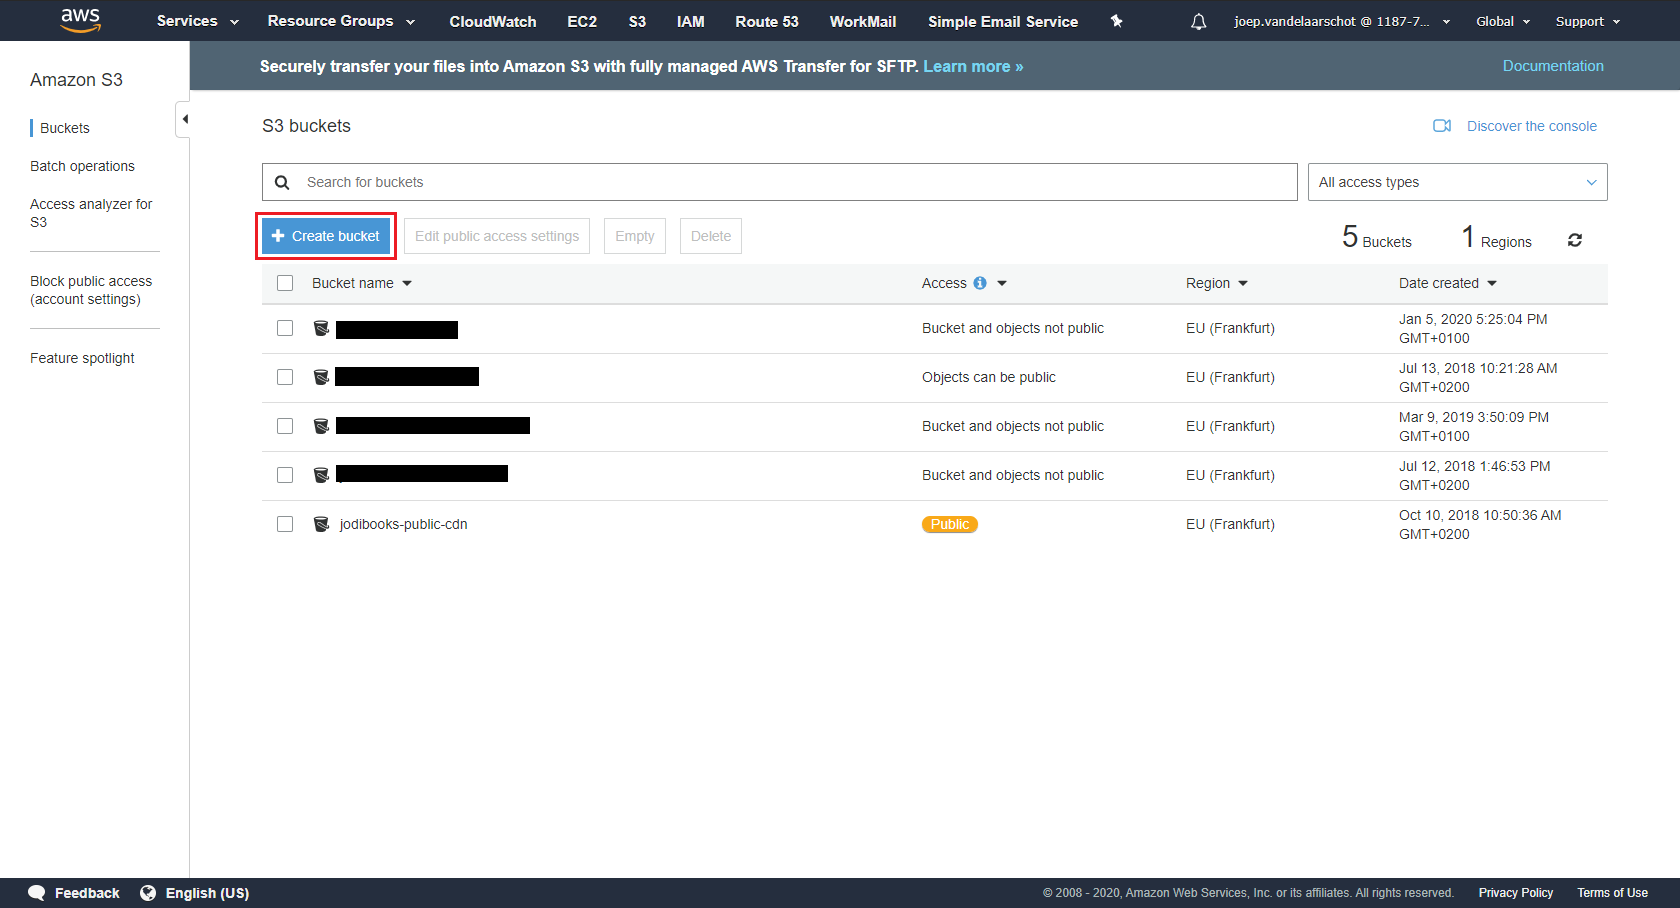 aws Services Resource Groups CloudWatch EC2 S3 IAM Route 53 WorkMail Simple Email Service joep.vandelaarschot @ 1187-7... Global Support
Securely transfer your files into Amazon S3 with fully managed AWS Transfer for SFTP. Learn more » Documentation
Amazon S3
Buckets
Batch operations
Access analyzer for
S3
Block public access
(account settings)
Feature spotlight
S3 buckets Discover the console
Search for buckets All access types
Create bucket Edit public access settings Empty Delete 5 Buckets 1 Regions
Bucket name Access Region Date created
Bucket and objects not public EU (Frankfurt) Jan 5, 2020 5:25:04 PM
GMT+0100
Objects can be public EU (Frankfurt) Jul 13, 2018 10:21:28 AM
GMT+0200
Bucket and objects not public EU (Frankfurt) Mar 9, 2019 3:50:09 PM
GMT+0100
Bucket and objects not public EU (Frankfurt) Jul 12, 2018 1:46:53 PM
GMT+0200
jodibooks-public-cdn Public EU (Frankfurt) Oct 10, 2018 10:50:36 AM
GMT+0200
Feedback English (US) © 2008 - 2020, Amazon Web Services, Inc. or its affiliates. All rights reserved. Privacy Policy Terms of Use